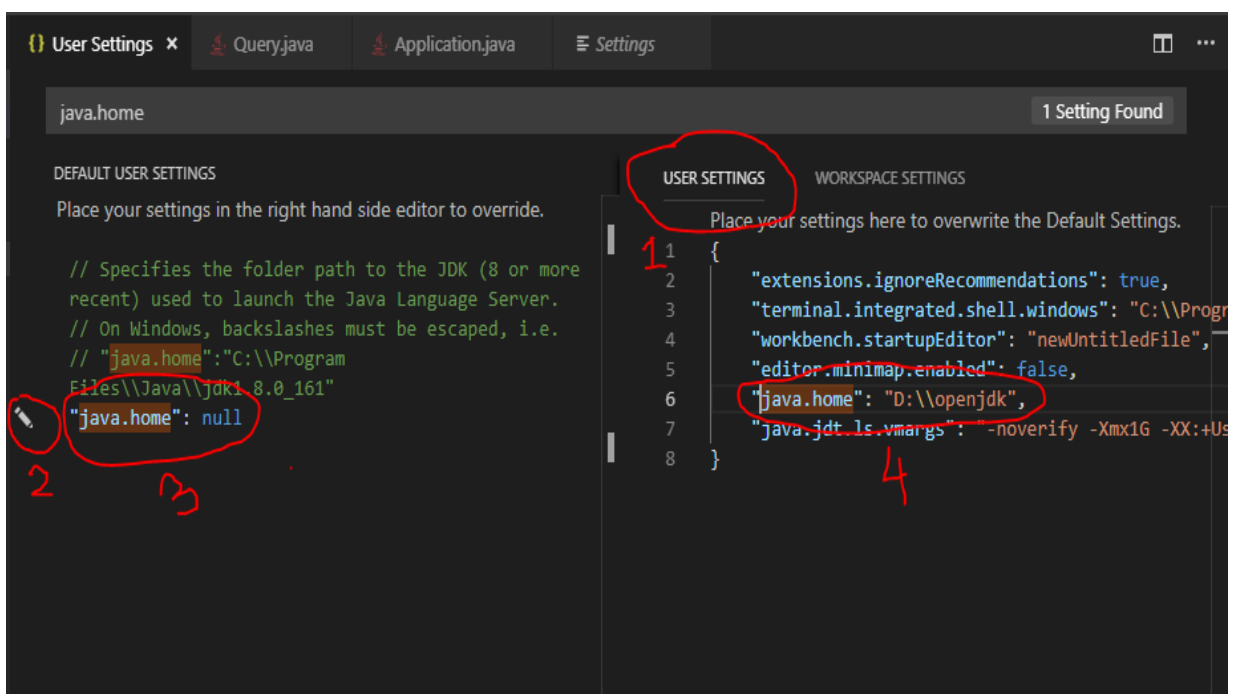 {} User Settings × Query.java Application.java Settings
java.home 1 Setting Found
DEFAULT USER SETTINGS
Place your settings in the right hand side editor to override.
// Specifies the folder path to the JDK (8 or more
recent) used to launch the Java Language Server.
// On Windows, backslashes must be escaped, i.e.
// "java.home":"C:\\Program
Files\\Java\\jdk1.8.0_161"
"java.home": null
2
3
USER SETTINGS WORKSPACE SETTINGS
Place your settings here to overwrite the Default Settings.
1
1 {
2 "extensions.ignoreRecommendations": true,
3 "terminal.integrated.shell.windows": "C:\\Progr
4 "workbench.startupEditor": "newUntitledFile",
5 "editor.minimap.enabled": false,
6 "java.home": "D:\\openjdk",
7 "java.jdt.ls.vmargs": "-noverify -Xmx1G -XX:+Us
8 }
4